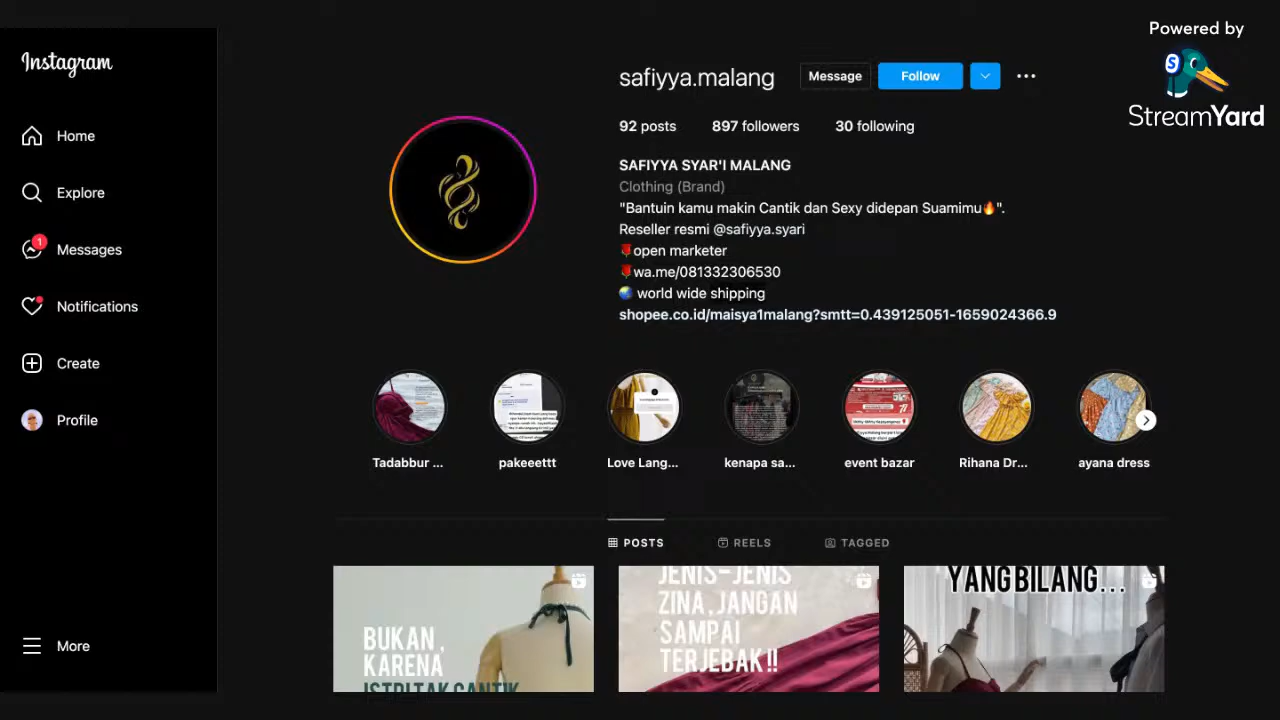 Powered by
StreamYard
Instagram
Home
Explore
1
Messages
Notifications
Create
Profile
More
safiyya.malang
Message
Follow
92 posts 897 followers 30 following
SAFIYYA SYAR'I MALANG
Clothing (Brand)
"Bantuin kamu makin Cantik dan Sexy didepan Suamimu🔥".
Reseller resmi @safiyya.syari
🌹open marketer
🌹wa.me/081332306530
🌏 world wide shipping
shopee.co.id/maisya1malang?smtt=0.439125051-1659024366.9
Tadabbur ...
pakeeettt
Love Lang...
kenapa sa...
event bazar
Rihana Dr...
ayana dress
POSTS
REELS
TAGGED
BUKAN,
KARENA
ISTRI TAK CANTIK
JENIS-JENIS
ZINA, JANGAN
SAMPAI
TERJEBAK!!
YANG BILANG...